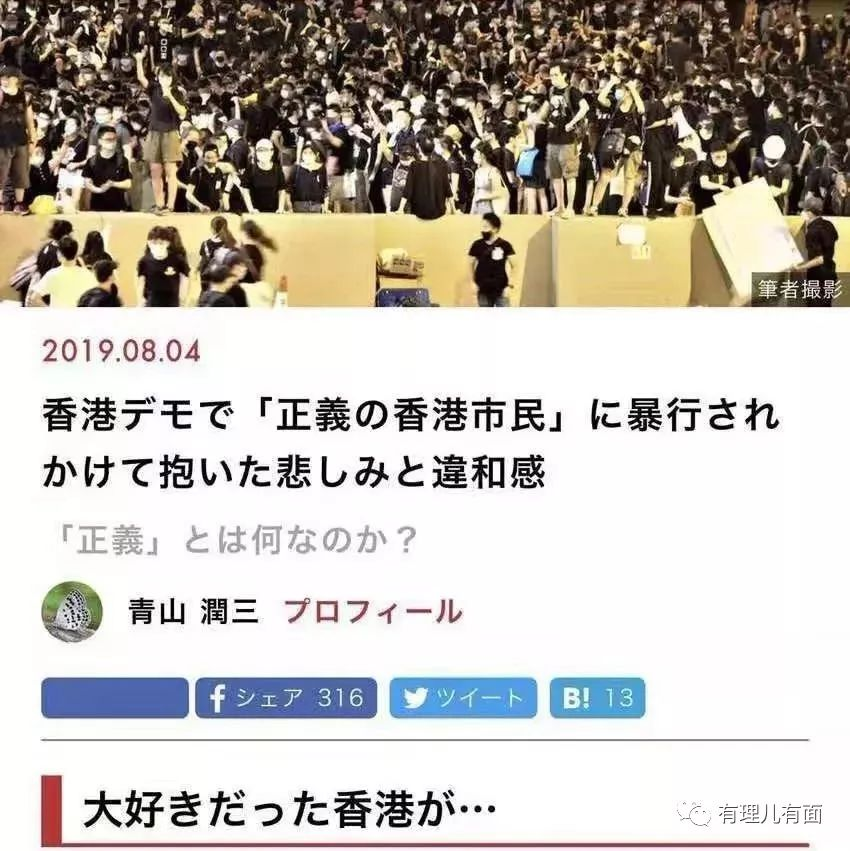 筆者撮影
2019.08.04
香港デモで「正義の香港市民」に暴行され
かけて抱いた悲しみと違和感
「正義」とは何なのか？
青山 潤三 プロフィール
シェア 316 ツイート B! 13
大好きだった香港が…
有理儿有面